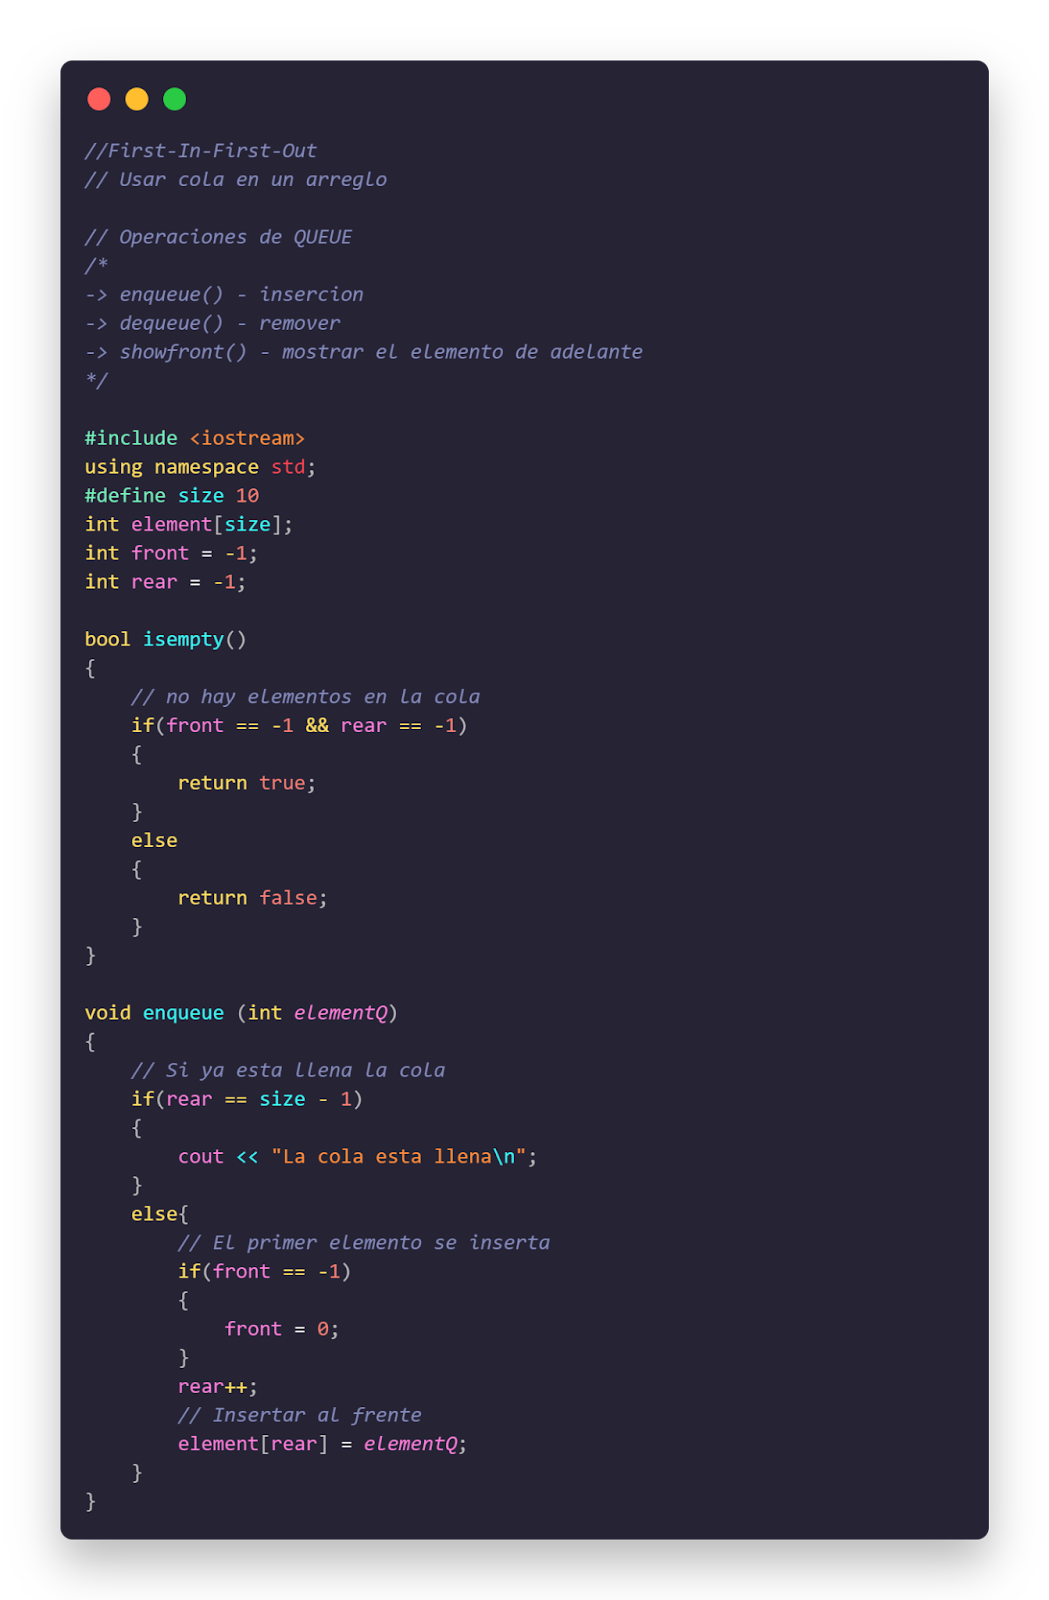 //First-In-First-Out
// Usar cola en un arreglo

// Operaciones de QUEUE
/*
-> enqueue() - insercion
-> dequeue() - remover
-> showfront() - mostrar el elemento de adelante
*/

#include <iostream>
using namespace std;
#define size 10
int element[size];
int front = -1;
int rear = -1;

bool isempty()
{
    // no hay elementos en la cola
    if(front == -1 && rear == -1)
    {
        return true;
    }
    else
    {
        return false;
    }
}

void enqueue (int elementQ)
{
    // Si ya esta llena la cola
    if(rear == size - 1)
    {
        cout << "La cola esta llena\n";
    }
    else{
        // El primer elemento se inserta
        if(front == -1)
        {
            front = 0;
        }
        rear++;
        // Insertar al frente
        element[rear] = elementQ;
    }
}